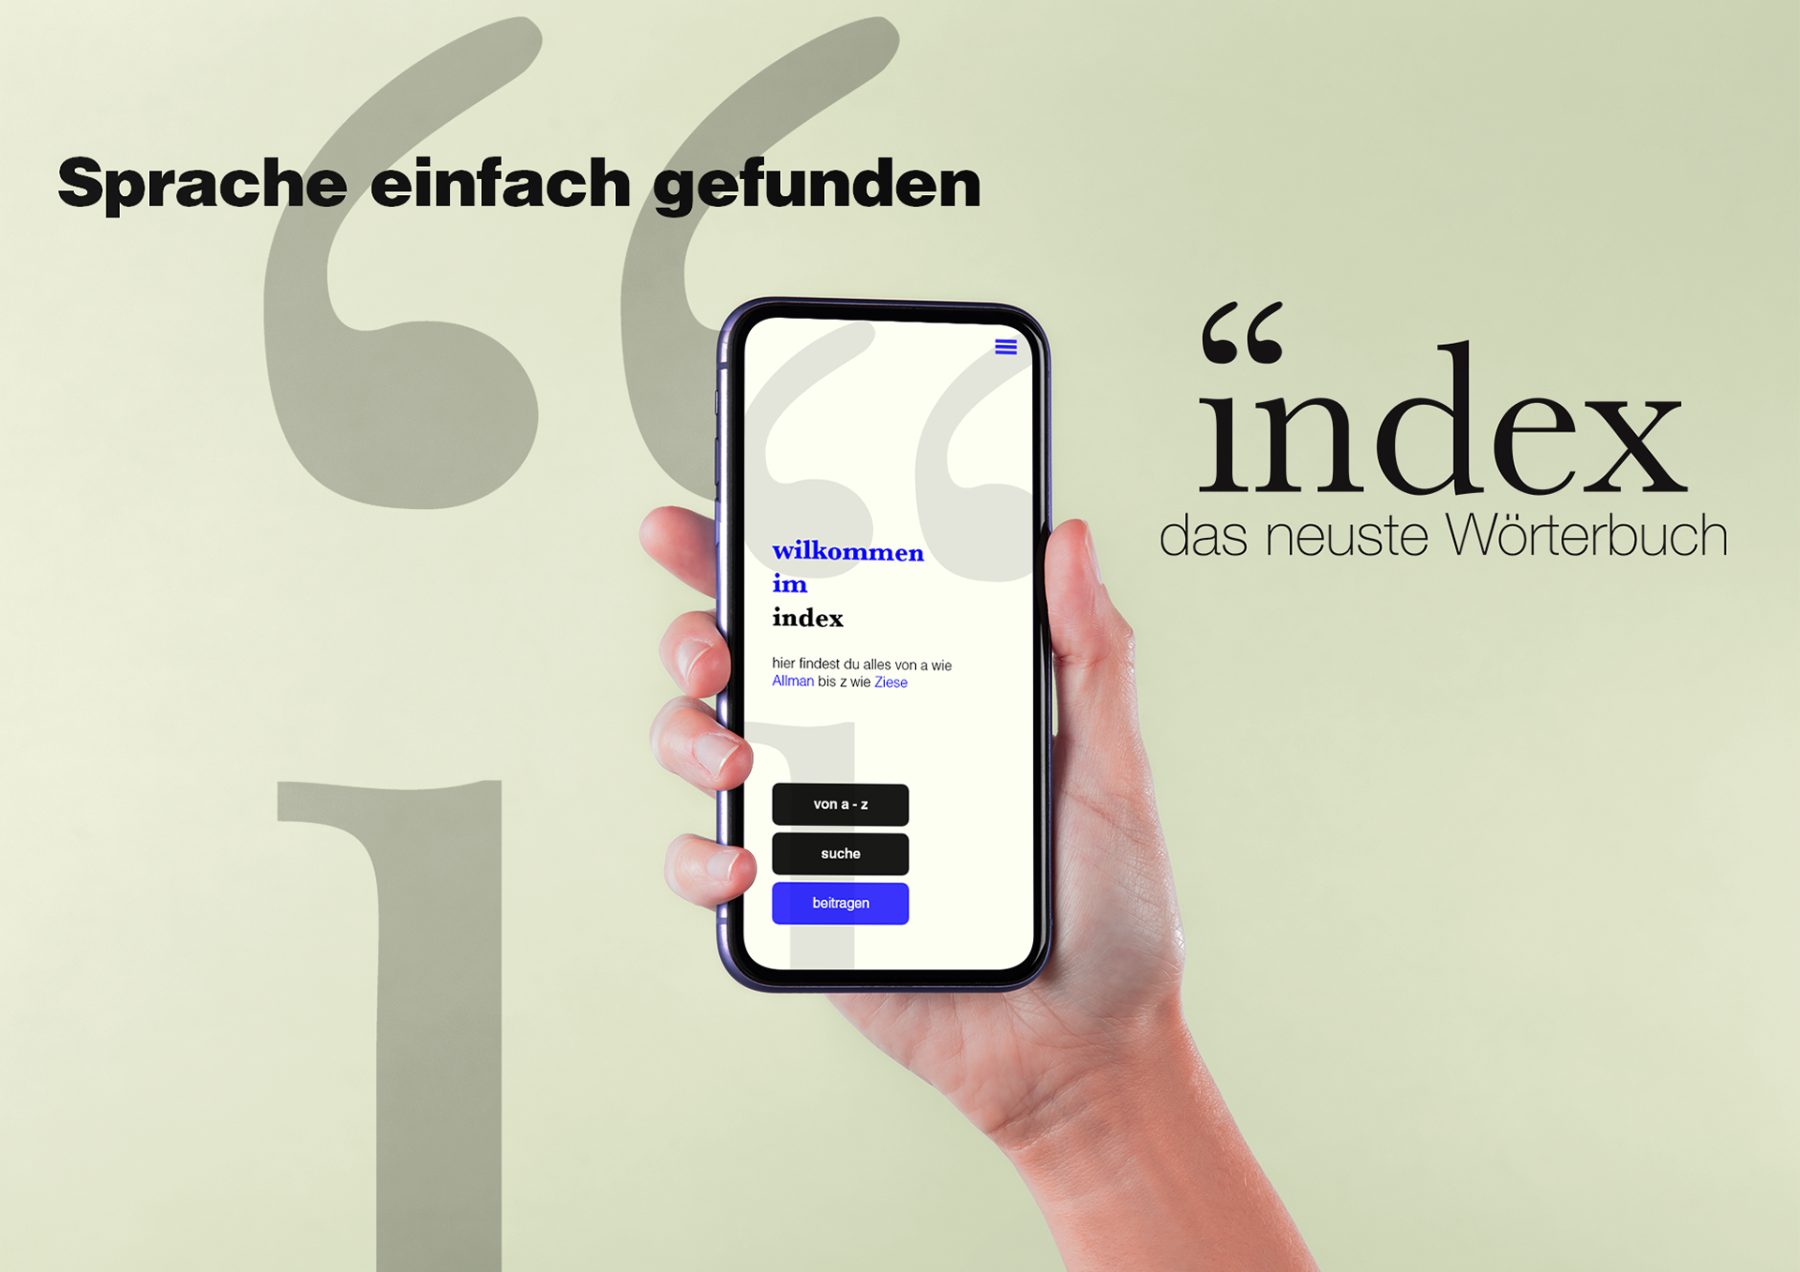 Sprache einfach gefunden
“index
das neuste Wörterbuch
wilkommen
im
index
hier findest du alles von a wie
Allman bis z wie Ziese
von a - z
suche
beitragen